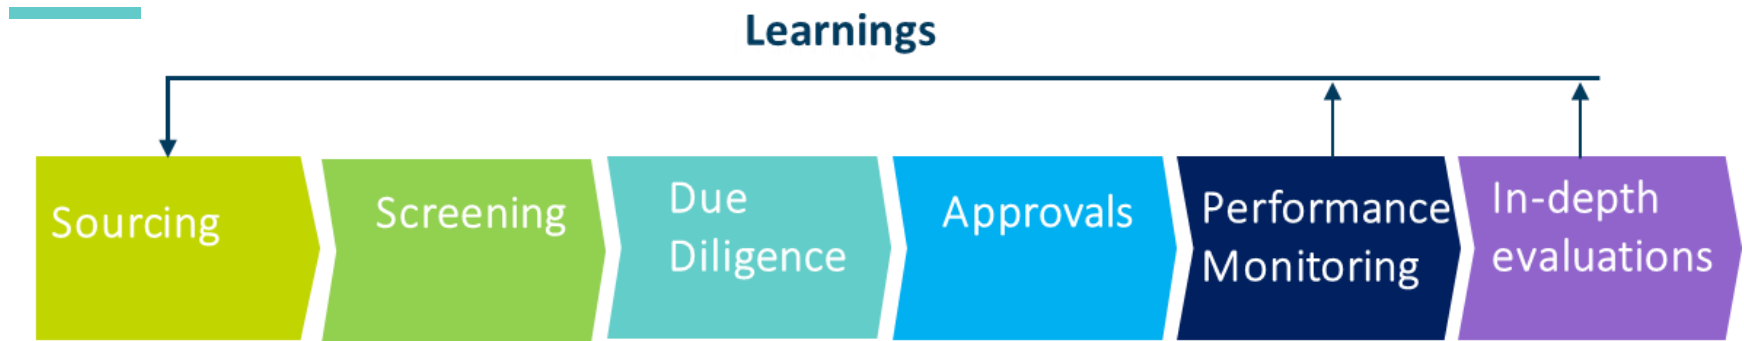 Learnings
Sourcing
Screening
Due
Diligence
Approvals
Performance
Monitoring
In-depth
evaluations